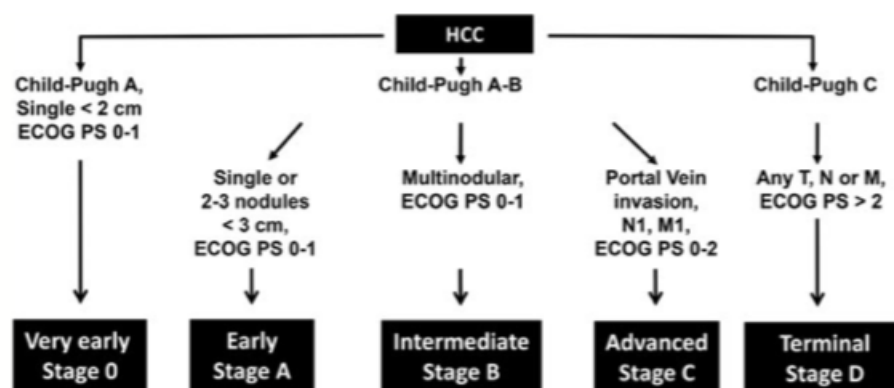 HCC
Child-Pugh A,
Single < 2 cm
ECOG PS 0-1
Child-Pugh A-B
Child-Pugh C
Single or
2-3 nodules
< 3 cm,
ECOG PS 0-1
Multinodular,
ECOG PS 0-1
Portal Vein
invasion,
N1, M1,
ECOG PS 0-2
Any T, N or M,
ECOG PS > 2
Very early
Stage 0
Early
Stage A
Intermediate
Stage B
Advanced
Stage C
Terminal
Stage D